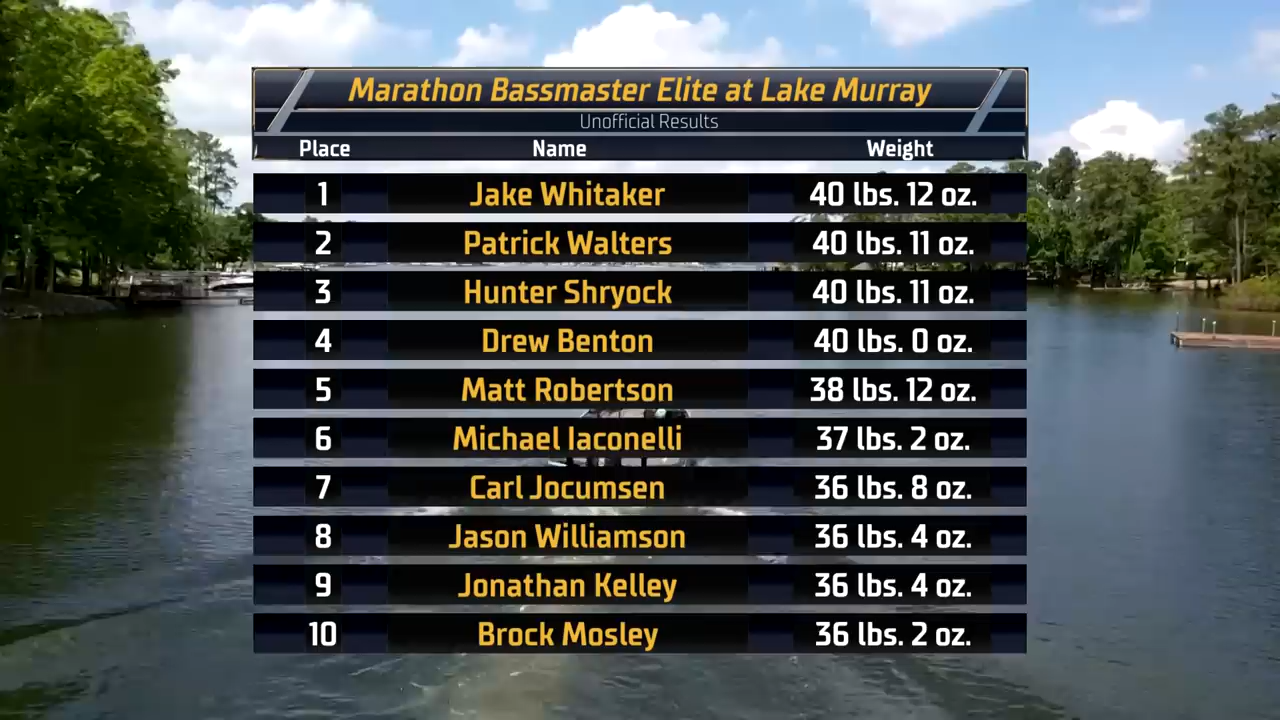 Marathon Bassmaster Elite at Lake Murray
Unofficial Results
Place Name Weight
1 Jake Whitaker 40 lbs. 12 oz.
2 Patrick Walters 40 lbs. 11 oz.
3 Hunter Shryock 40 lbs. 11 oz.
4 Drew Benton 40 lbs. 0 oz.
5 Matt Robertson 38 lbs. 12 oz.
6 Michael Iaconelli 37 lbs. 2 oz.
7 Carl Jocumsen 36 lbs. 8 oz.
8 Jason Williamson 36 lbs. 4 oz.
9 Jonathan Kelley 36 lbs. 4 oz.
10 Brock Mosley 36 lbs. 2 oz.